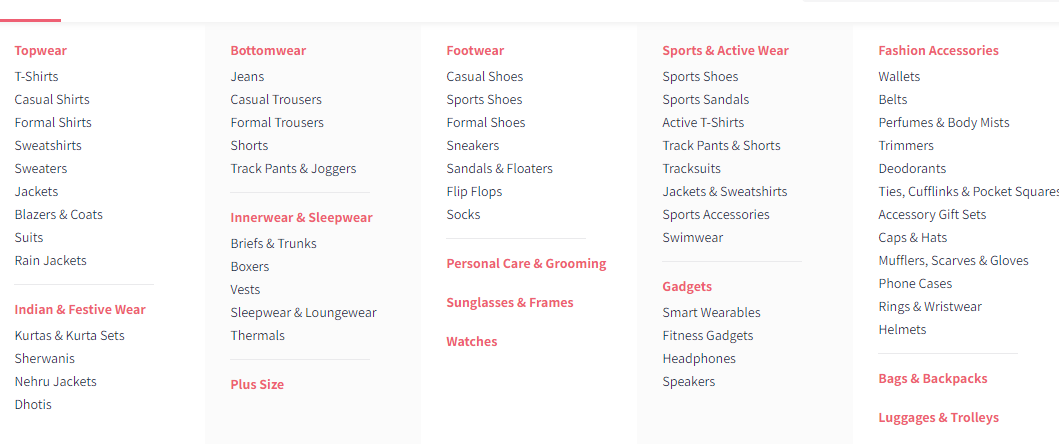 Topwear
T-Shirts
Casual Shirts
Formal Shirts
Sweatshirts
Sweaters
Jackets
Blazers & Coats
Suits
Rain Jackets
Indian & Festive Wear
Kurtas & Kurta Sets
Sherwanis
Nehru Jackets
Dhotis
Bottomwear
Jeans
Casual Trousers
Formal Trousers
Shorts
Track Pants & Joggers
Innerwear & Sleepwear
Briefs & Trunks
Boxers
Vests
Sleepwear & Loungewear
Thermals
Plus Size
Footwear
Casual Shoes
Sports Shoes
Formal Shoes
Sneakers
Sandals & Floaters
Flip Flops
Socks
Personal Care & Grooming
Sunglasses & Frames
Watches
Sports & Active Wear
Sports Shoes
Sports Sandals
Active T-Shirts
Track Pants & Shorts
Tracksuits
Jackets & Sweatshirts
Sports Accessories
Swimwear
Gadgets
Smart Wearables
Fitness Gadgets
Headphones
Speakers
Fashion Accessories
Wallets
Belts
Perfumes & Body Mists
Trimmers
Deodorants
Ties, Cufflinks & Pocket Squares
Accessory Gift Sets
Caps & Hats
Mufflers, Scarves & Gloves
Phone Cases
Rings & Wristwear
Helmets
Bags & Backpacks
Luggages & Trolleys